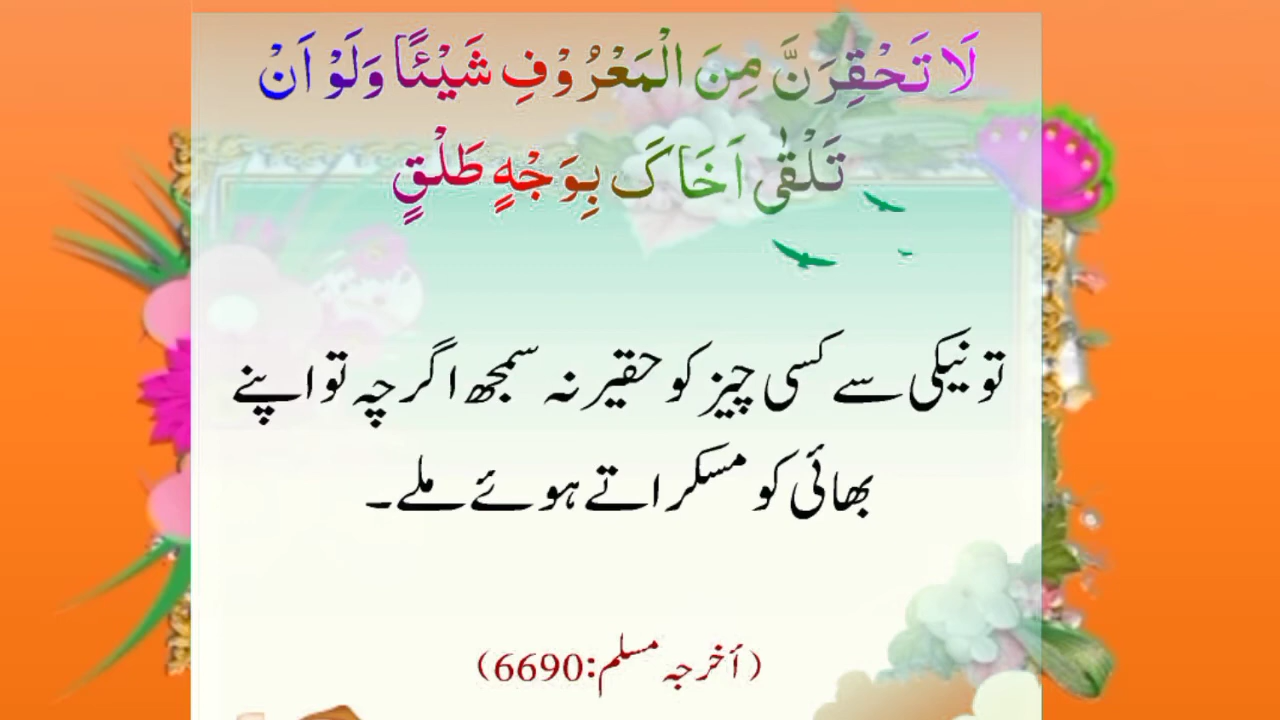 لَا تَحْقِرَنَّ مِنَ الْمَعْرُوْفِ شَيْئًا وَلَوْ اَنْ
تَلْقٰى اَخَاكَ بِوَجْهٍ طَلْقٍ
تو نیکی سے کسی چیز کو حقیر نہ سمجھ اگرچہ تو اپنے
بھائی کو مسکراتے ہوئے ملے۔
(أخرجہ مسلم:6690)